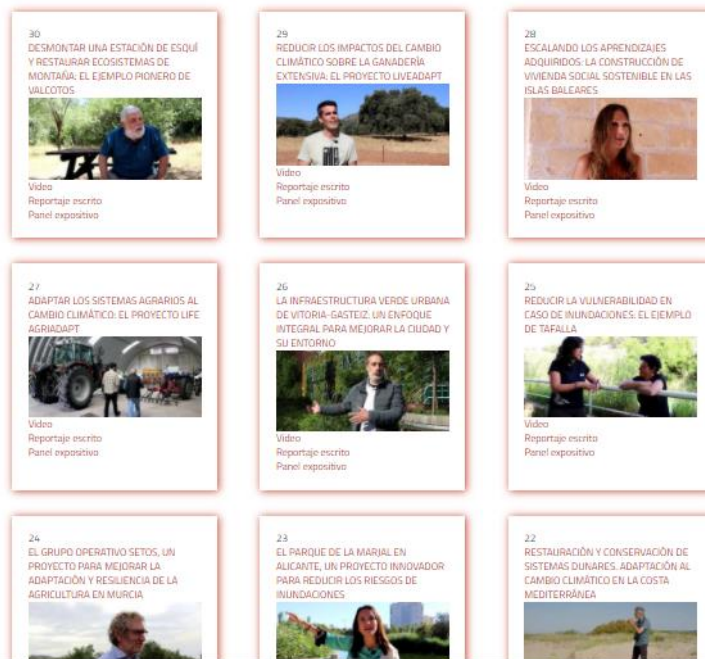 30
DESMONTAR UNA ESTACIÓN DE ESQUÍ
Y RESTAURAR ECOSISTEMAS DE
MONTAÑA: EL EJEMPLO PIONERO DE
VALCOTOS
Video
Reportaje escrito
Panel expositivo
29
REDUCIR LOS IMPACTOS DEL CAMBIO
CLIMÁTICO SOBRE LA GANADERÍA
EXTENSIVA: EL PROYECTO LIVEADAPT
Video
Reportaje escrito
Panel expositivo
28
ESCALANDO LOS APRENDIZAJES
ADQUIRIDOS: LA CONSTRUCCIÓN DE
VIVIENDA SOCIAL SOSTENIBLE EN LAS
ISLAS BALEARES
Video
Reportaje escrito
Panel expositivo
27
ADAPTAR LOS SISTEMAS AGRARIOS AL
CAMBIO CLIMÁTICO: EL PROYECTO LIFE
AGRIADAPT
Video
Reportaje escrito
Panel expositivo
26
LA INFRAESTRUCTURA VERDE URBANA
DE VITORIA-GASTEIZ. UN ENFOQUE
INTEGRAL PARA MEJORAR LA CIUDAD Y
SU ENTORNO
Video
Reportaje escrito
Panel expositivo
25
REDUCIR LA VULNERABILIDAD EN
CASO DE INUNDACIONES: EL EJEMPLO
DE TAFALLA
Video
Reportaje escrito
Panel expositivo
24
EL GRUPO OPERATIVO SETOS, UN
PROYECTO PARA MEJORAR LA
ADAPTACIÓN Y RESILIENCIA DE LA
AGRICULTURA EN MURCIA
23
EL PARQUE DE LA MARJAL EN
ALICANTE, UN PROYECTO INNOVADOR
PARA REDUCIR LOS RIESGOS DE
INUNDACIONES
22
RESTAURACIÓN Y CONSERVACIÓN DE
SISTEMAS DUNARES. ADAPTACIÓN AL
CAMBIO CLIMÁTICO EN LA COSTA
MEDITERRÁNEA